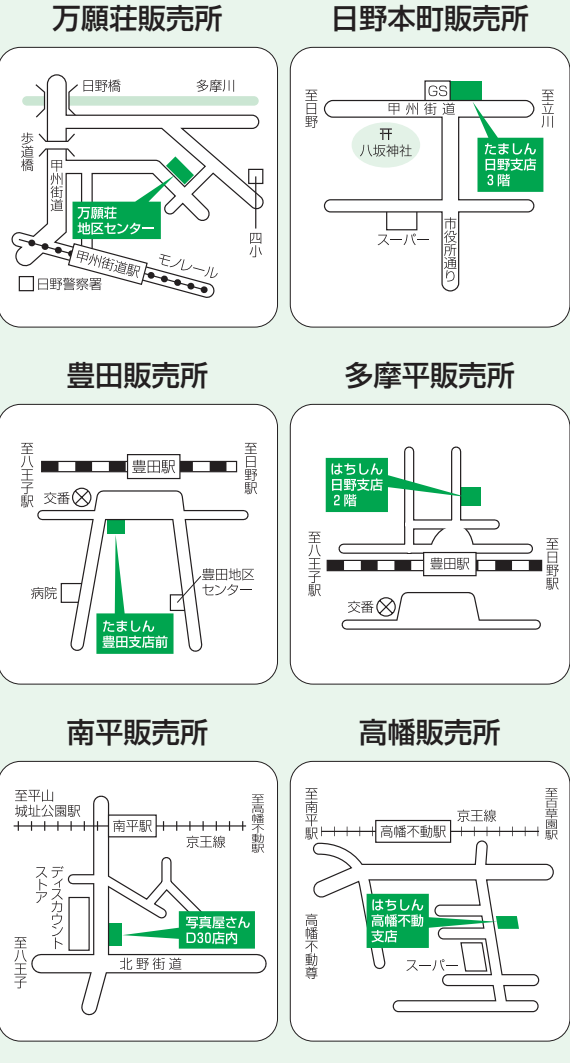 万願荘販売所
日野橋
多摩川
歩道橋
甲州街道
万願荘
地区センター
四小
甲州街道駅
モノレール
日野警察署
日野本町販売所
至日野
GS
至立川
甲州街道
八坂神社
たましん
日野支店
3階
スーパー
市役所通り
豊田販売所
至八王子駅
豊田駅
至日野駅
交番
病院
豊田地区
センター
たましん
豊田支店前
多摩平販売所
はちしん
日野支店
2階
至八王子駅
豊田駅
至日野駅
交番
南平販売所
至平山
城址公園駅
南平駅
至高幡不動駅
京王線
ディスカウント
ストア
写真屋さん
D30店内
至八王子
北野街道
高幡販売所
至南平駅
京王線
高幡不動駅
至百草園駅
はちしん
高幡不動
支店
高幡不動尊
スーパー